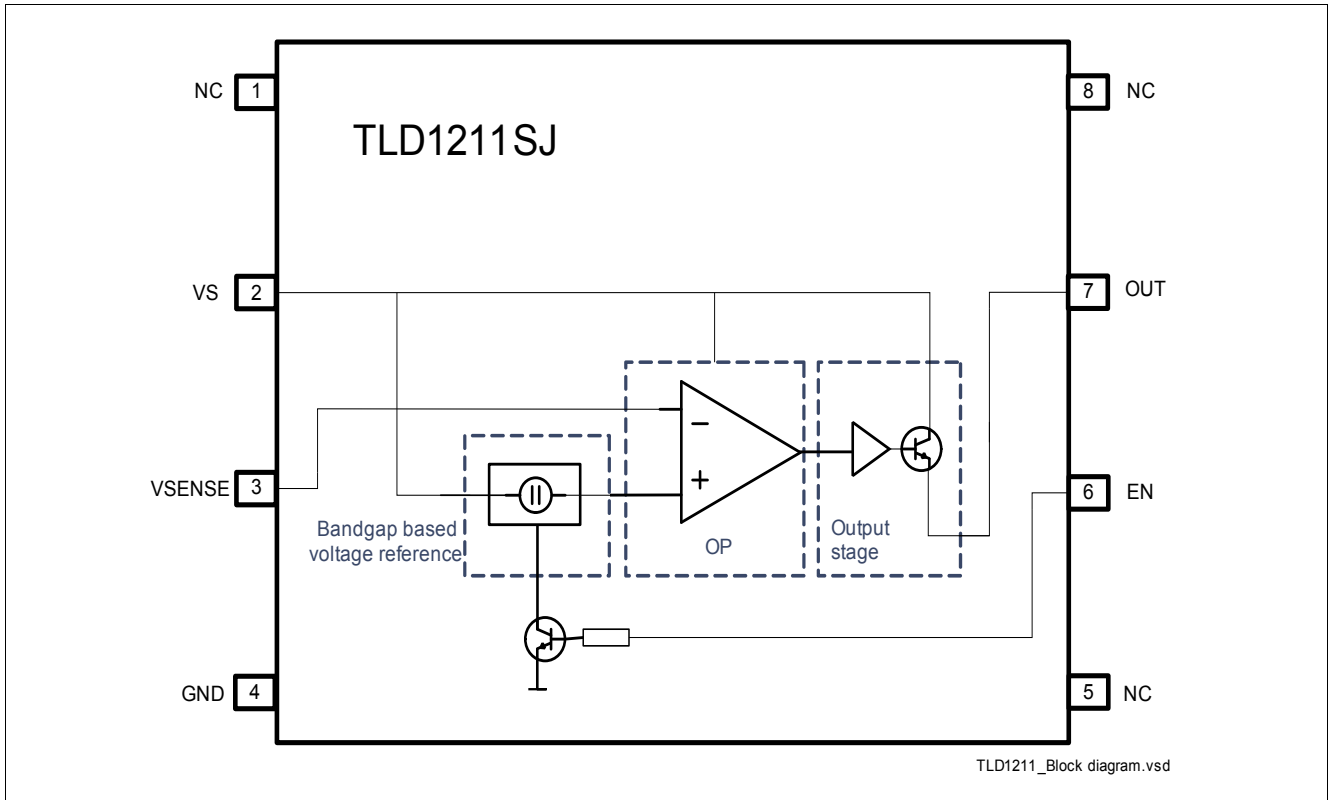 NC 1
8 NC
TLD1211SJ
VS 2
7 OUT
VSENSE 3
6 EN
−
+
Bandgap based
voltage reference
OP
Output
stage
GND 4
5 NC
TLD1211_Block diagram.vsd